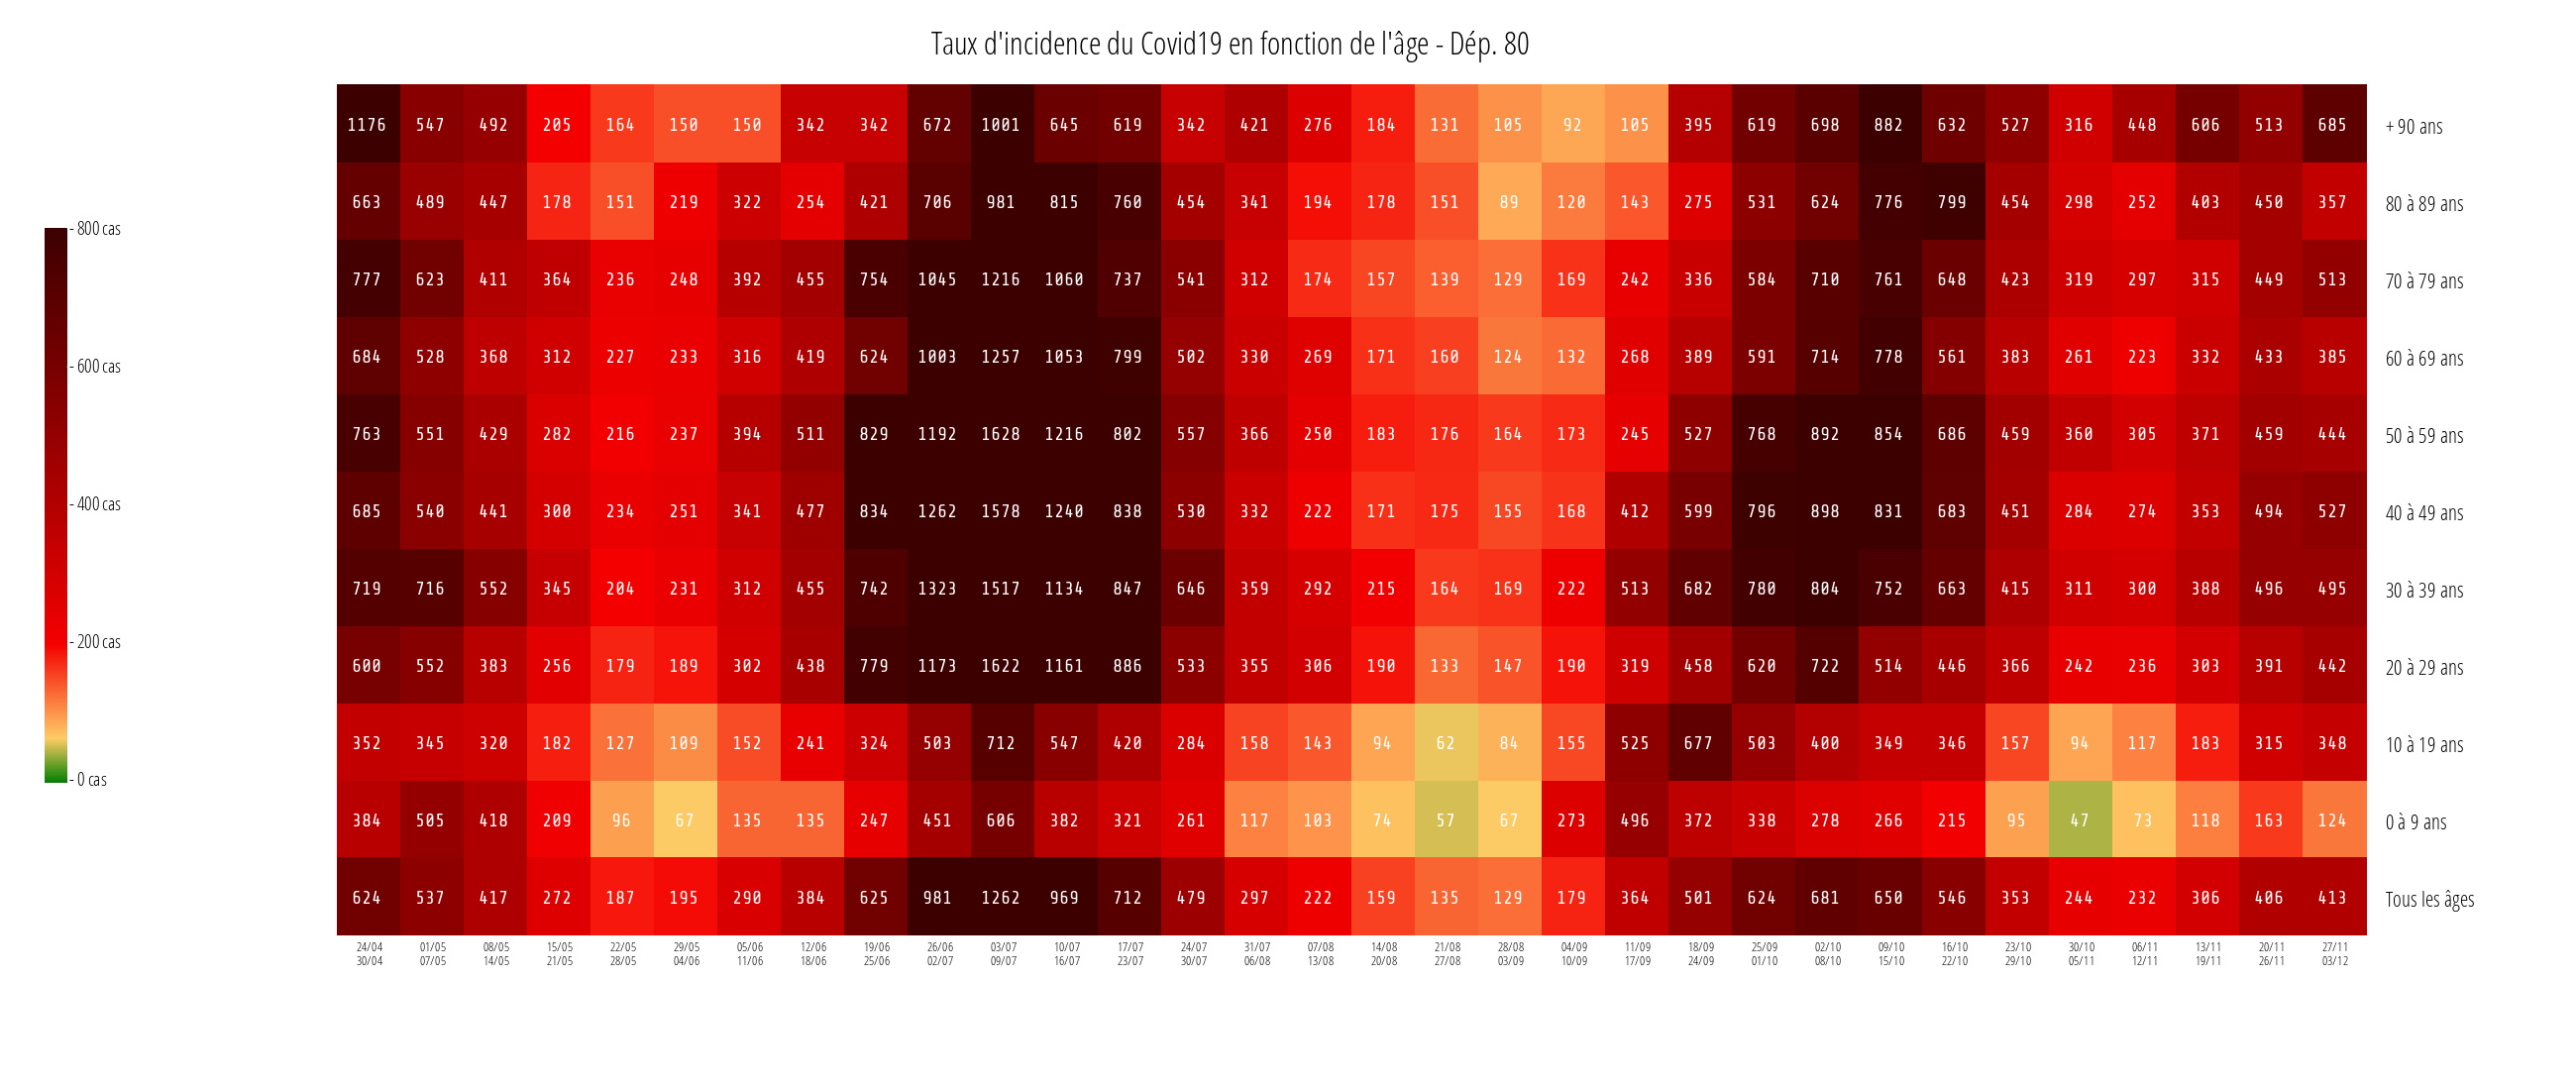 Taux d'incidence du Covid19 en fonction de l'âge - Dép. 80
1176 547 492 205 164 150 150 342 342 672 1001 645 619 342 421 276 184 131 105 92 105 395 619 698 882 632 527 316 448 606 513 685 + 90 ans
663 489 447 178 151 219 322 254 421 706 981 815 760 454 341 194 178 151 89 120 143 275 531 624 776 799 454 298 252 403 450 357 80 à 89 ans
- 800 cas
777 623 411 364 236 248 392 455 754 1045 1216 1060 737 541 312 174 157 139 129 169 242 336 584 710 761 648 423 319 297 315 449 513 70 à 79 ans
684 528 368 312 227 233 316 419 624 1003 1257 1053 799 502 330 269 171 160 124 132 268 389 591 714 778 561 383 261 223 332 433 385 60 à 69 ans
- 600 cas
763 551 429 282 216 237 394 511 829 1192 1628 1216 802 557 366 250 183 176 164 173 245 527 768 892 854 686 459 360 305 371 459 444 50 à 59 ans
- 400 cas
685 540 441 300 234 251 341 477 834 1262 1578 1240 838 530 332 222 171 175 155 168 412 599 796 898 831 683 451 284 274 353 494 527 40 à 49 ans
719 716 552 345 204 231 312 455 742 1323 1517 1134 847 646 359 292 215 164 169 222 513 682 780 804 752 663 415 311 300 388 496 495 30 à 39 ans
- 200 cas
600 552 383 256 179 189 302 438 779 1173 1622 1161 886 533 355 306 190 133 147 190 319 458 620 722 514 446 366 242 236 303 391 442 20 à 29 ans
352 345 320 182 127 109 152 241 324 503 712 547 420 284 158 143 94 62 84 155 525 677 503 400 349 346 157 94 117 183 315 348 10 à 19 ans
- 0 cas
384 505 418 209 96 67 135 135 247 451 606 382 321 261 117 103 74 57 67 273 496 372 338 278 266 215 95 47 73 118 163 124 0 à 9 ans
624 537 417 272 187 195 290 384 625 981 1262 969 712 479 297 222 159 135 129 179 364 501 624 681 650 546 353 244 232 306 406 413 Tous les âges
24/04 01/05 08/05 15/05 22/05 29/05 05/06 12/06 19/06 26/06 03/07 10/07 17/07 24/07 31/07 07/08 14/08 21/08 28/08 04/09 11/09 18/09 25/09 02/10 09/10 16/10 23/10 30/10 06/11 13/11 20/11 27/11
30/04 07/05 14/05 21/05 28/05 04/06 11/06 18/06 25/06 02/07 09/07 16/07 23/07 30/07 06/08 13/08 20/08 27/08 03/09 10/09 17/09 24/09 01/10 08/10 15/10 22/10 29/10 05/11 12/11 19/11 26/11 03/12